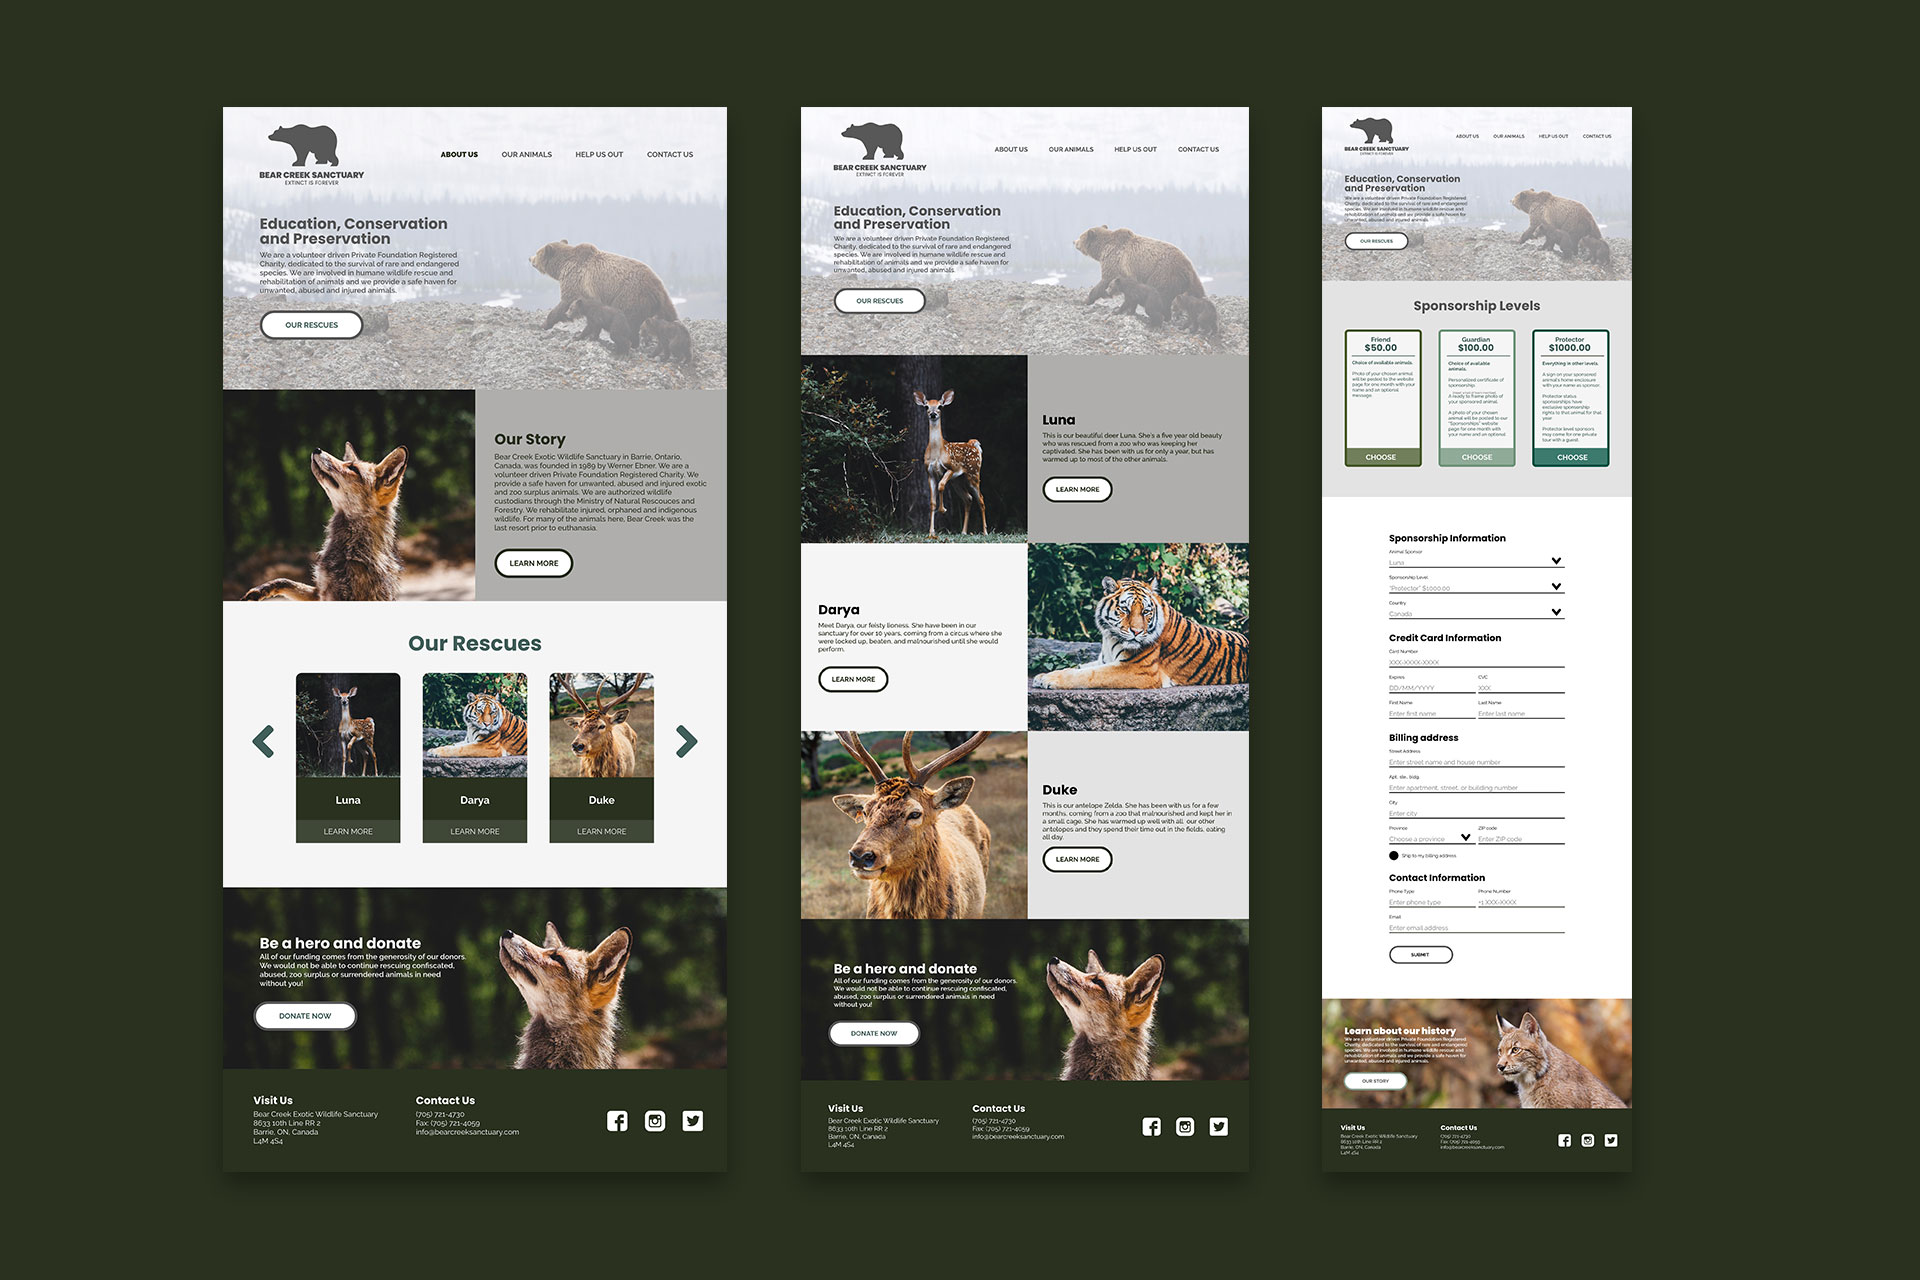 BEAR CREEK SANCTUARY
EXTINCT IS FOREVER
ABOUT US
OUR ANIMALS
HELP US OUT
CONTACT US
Education, Conservation
and Preservation
We are a volunteer driven Private Foundation Registered
Charity, dedicated to the survival of rare and endangered
species. We are involved in humane wildlife rescue and
rehabilitation of animals and we provide a safe haven for
unwanted, abused and injured animals.
OUR RESCUES
Our Story
Bear Creek Exotic Wildlife Sanctuary in Barrie, Ontario,
Canada, was founded in 1989 by Werner Ebner. We are a
volunteer driven Private Foundation Registered Charity. We
provide a safe haven for unwanted, abused and injured exotic
and zoo surplus animals. We are authorized wildlife
custodians through the Ministry of Natural Rescouces and
Forestry. We rehabilitate injured, orphaned and indigenous
wildlife. For many of the animals here, Bear Creek was the
last resort prior to euthanasia.
LEARN MORE
Our Rescues
Luna
LEARN MORE
Darya
LEARN MORE
Duke
LEARN MORE
Be a hero and donate
All of our funding comes from the generosity of our donors.
We would not be able to continue rescuing confiscated,
abused, zoo surplus or surrendered animals in need
without you!
DONATE NOW
Visit Us
Bear Creek Exotic Wildlife Sanctuary
8633 10th Line RR 2
Barrie, ON, Canada
L4M 4S4
Contact Us
(705) 721-4730
Fax: (705) 721-4059
info@bearcreeksanctuary.com
BEAR CREEK SANCTUARY
EXTINCT IS FOREVER
ABOUT US
OUR ANIMALS
HELP US OUT
CONTACT US
Education, Conservation
and Preservation
We are a volunteer driven Private Foundation Registered
Charity, dedicated to the survival of rare and endangered
species. We are involved in humane wildlife rescue and
rehabilitation of animals and we provide a safe haven for
unwanted, abused and injured animals.
OUR RESCUES
Luna
This is our beautiful deer Luna. She's a five year old beauty
who was rescued from a zoo who was keeping her
captivated. She has been with us for only a year, but has
warmed up to most of the other animals.
LEARN MORE
Darya
Meet Darya, our feisty lioness. She have been in our
sanctuary for over 10 years, coming from a circus where she
were locked up, beaten, and malnourished until she would
perform.
LEARN MORE
Duke
This is our antelope Zelda. She has been with us for a few
months, coming from a zoo that malnourished and kept her in
a small cage. She has warmed up well with all, our other
antelopes and they spend their time out in the fields, eating
all day.
LEARN MORE
Be a hero and donate
All of our funding comes from the generosity of our donors.
We would not be able to continue rescuing confiscated,
abused, zoo surplus or surrendered animals in need
without you!
DONATE NOW
Visit Us
Bear Creek Exotic Wildlife Sanctuary
8633 10th Line RR 2
Barrie, ON, Canada
L4M 4S4
Contact Us
(705) 721-4730
Fax: (705) 721-4059
info@bearcreeksanctuary.com
BEAR CREEK SANCTUARY
EXTINCT IS FOREVER
ABOUT US
OUR ANIMALS
HELP US OUT
CONTACT US
Education, Conservation
and Preservation
We are a volunteer driven Private Foundation Registered
Charity, dedicated to the survival of rare and endangered
species. We are involved in humane wildlife rescue and
rehabilitation of animals and we provide a safe haven for
unwanted, abused and injured animals.
OUR RESCUES
Sponsorship Levels
Friend
$50.00
Choice of available animals.
Photo of your chosen animal
will be posted to the website
page for one month with your
name and an optional
message.
CHOOSE
Guardian
$100.00
Choice of available
animals.
Personalized certificate of
sponsorship.
A ready to frame photo of
your sponsored animal
A photo of your chosen
animal will be posted to our
"Sponsorships" website
page for one month with
your name and an optional
CHOOSE
Protector
$1000.00
Everything in other levels.
A sign on your sponsored
animal's home enclosure
with your name as sponsor.
Protector status
sponsorships have
exclusive sponsorship
rights to that animal for that
year
Protector level sponsors
may come for one private
tour with a guest.
CHOOSE
Sponsorship Information
Animal Sponsor
Luna
Sponsorship Level
"Protector" $1000.00
Country
Canada
Credit Card Information
Card Number
XXX-XXXX-XXXX
Expires
CVC
DD/MM/YYYY
XXX
First Name
Last Name
Enter first name
Enter last name
Billing address
Street Address
Enter street name and house number
Apt, ste., bldg.
Enter apartment, street, or building number
City
Enter city
Province
ZIP code
Choose a province
Enter ZIP code
Ship to my billing address
Contact Information
Phone Type
Phone Number
Enter phone type
+1 XXX-XXXX
Email
Enter email address
SUBMIT
Learn about our history
We are a volunteer driven Private Foundation Registered
Charity, dedicated to the survival of rare and endangered
species. We are involved in humane wildlife rescue and
rehabilitation of animals and we provide a safe haven for
unwanted, abused and injured animals.
OUR STORY
Visit Us
Bear Creek Exotic Wildlife Sanctuary
8633 10th Line RR 2
Barrie, ON, Canada
L4M 4S4
Contact Us
(705) 721-4730
Fax: (705) 721-4059
info@bearcreeksanctuary.com